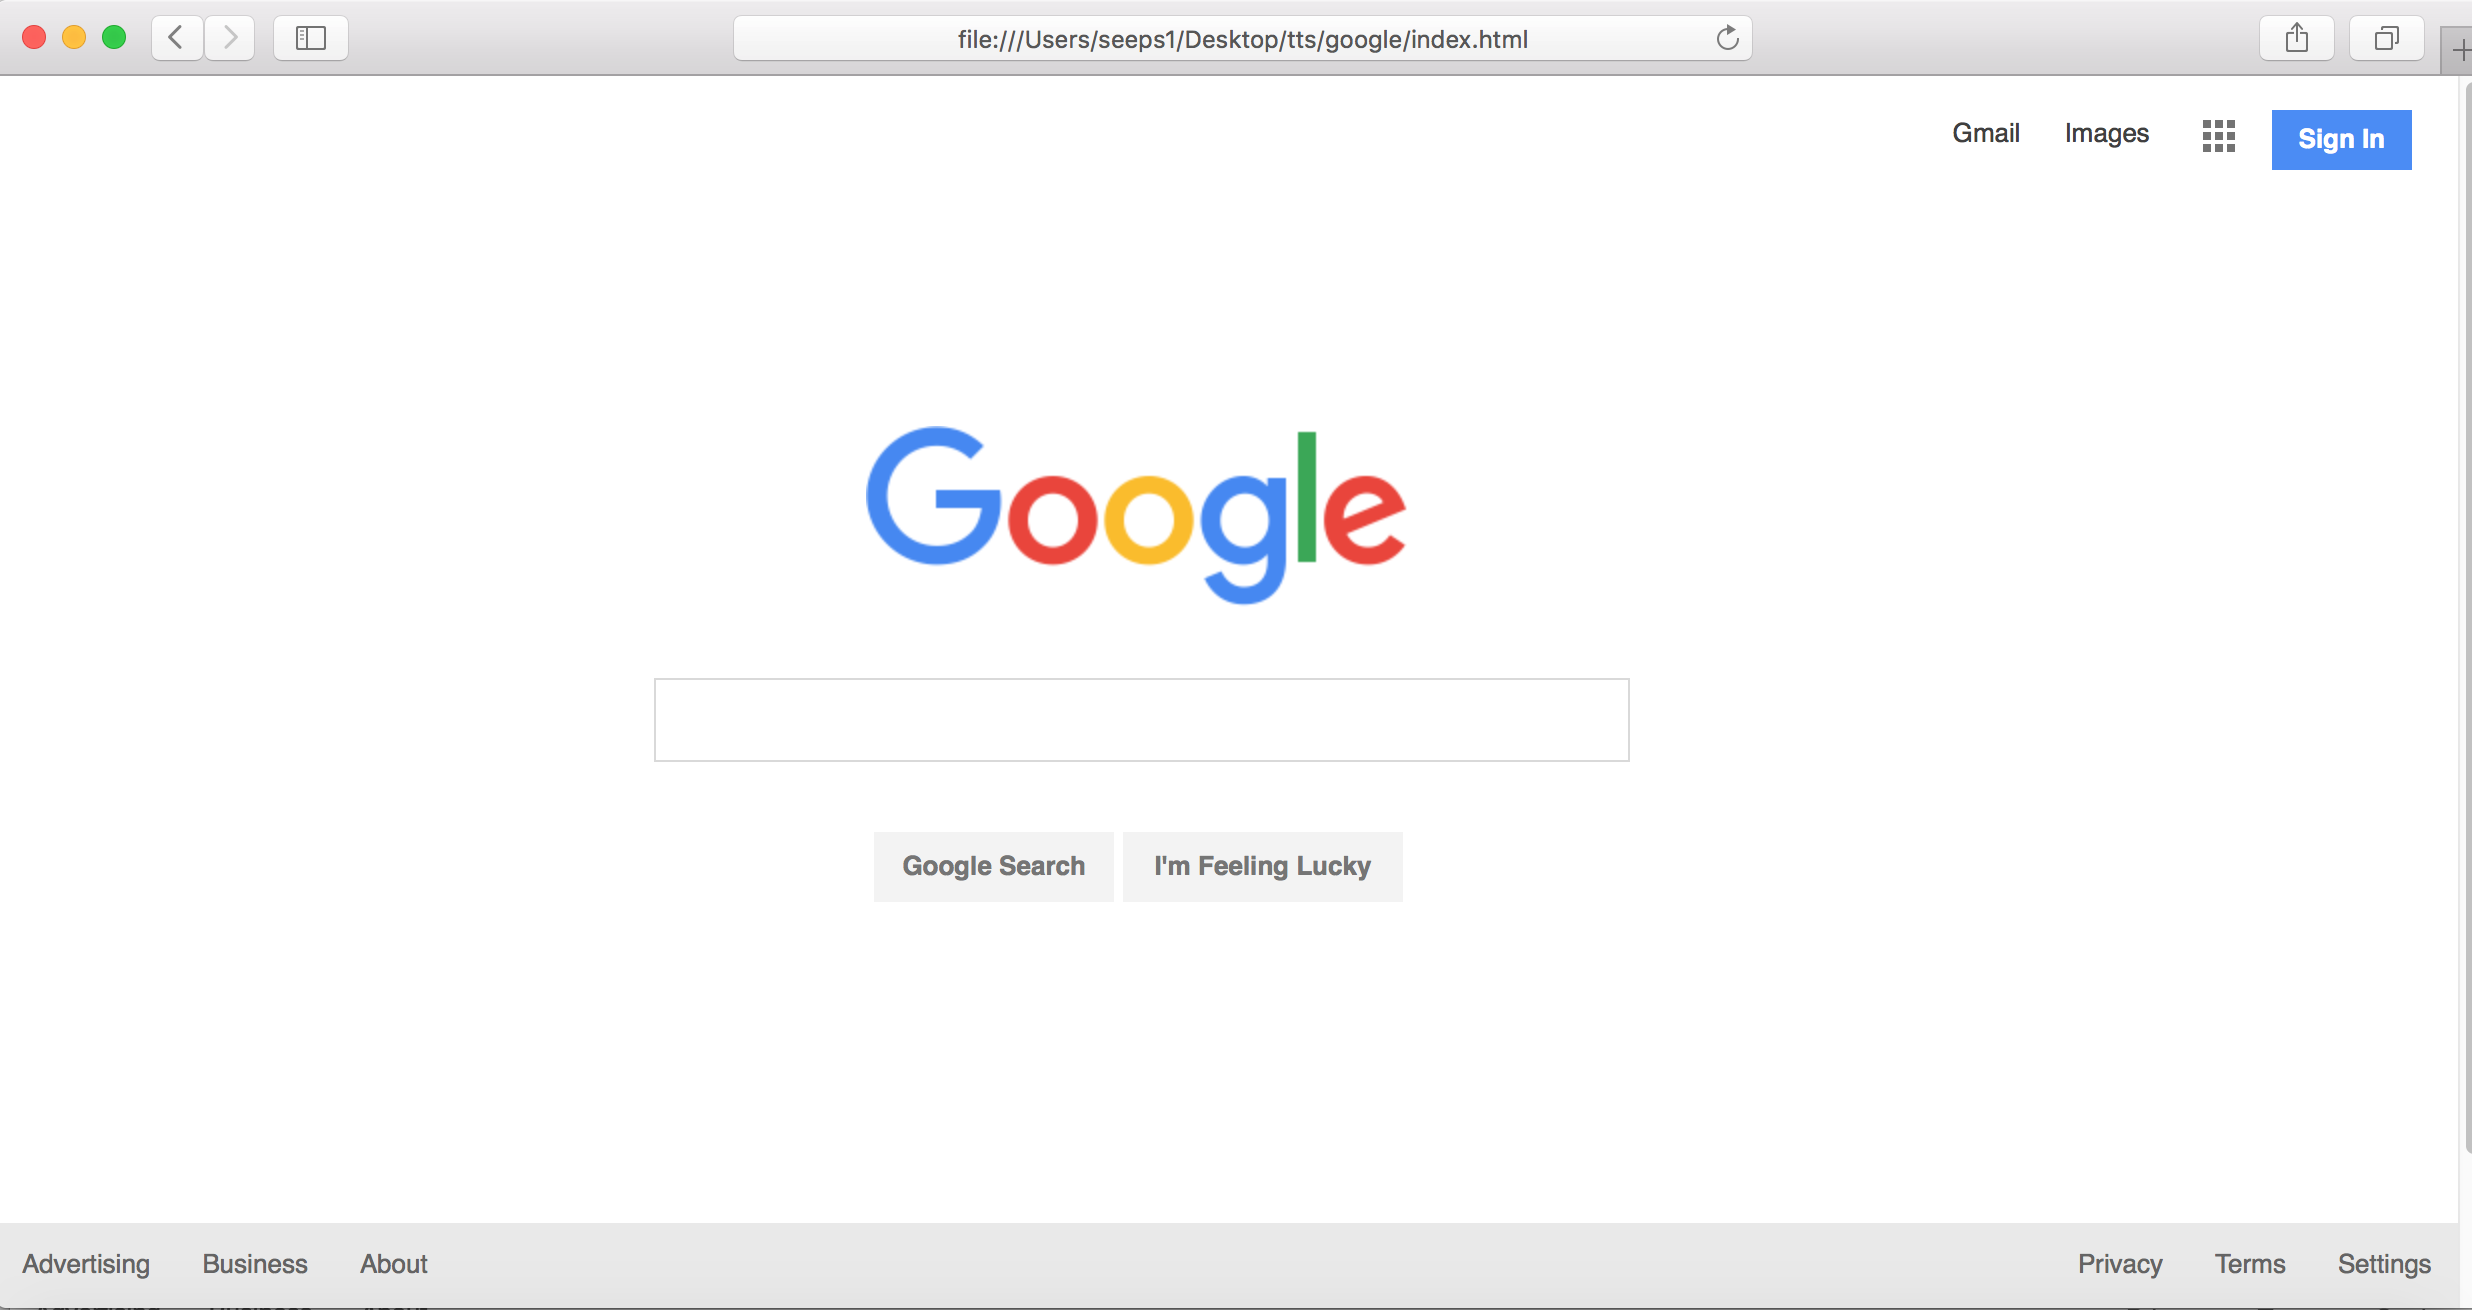 file:///Users/seeps1/Desktop/tts/google/index.html
Gmail Images Sign In
Google
Google Search I'm Feeling Lucky
Advertising Business About Privacy Terms Settings